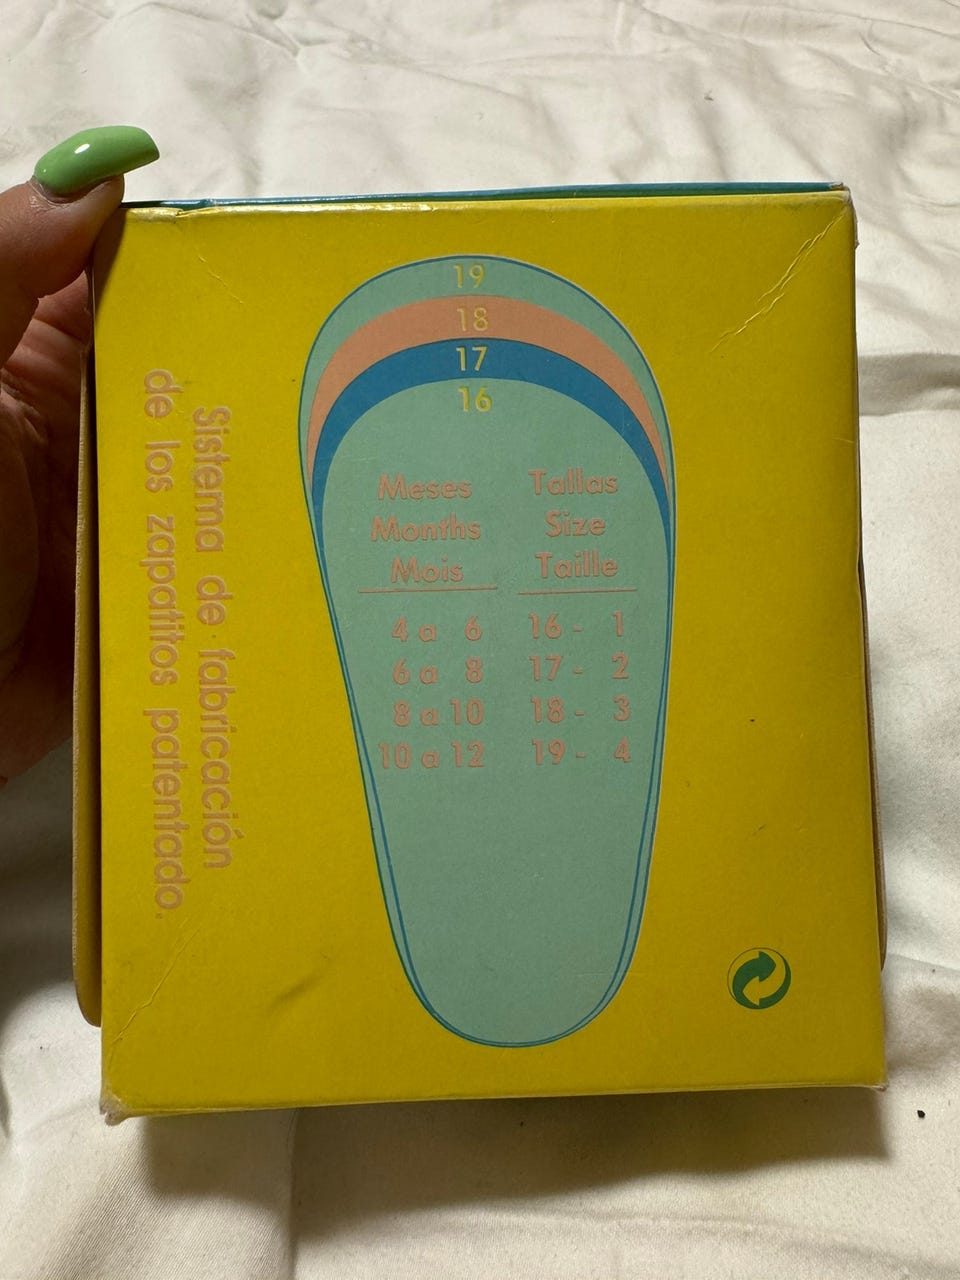 19
18
17
16
Meses Tallas
Months Size
Mois Taille
4 a 6 16 - 1
6 a 8 17 - 2
8 a 10 18 - 3
10 a 12 19 - 4
Sistema de fabricación
de los zapatitos patentado.